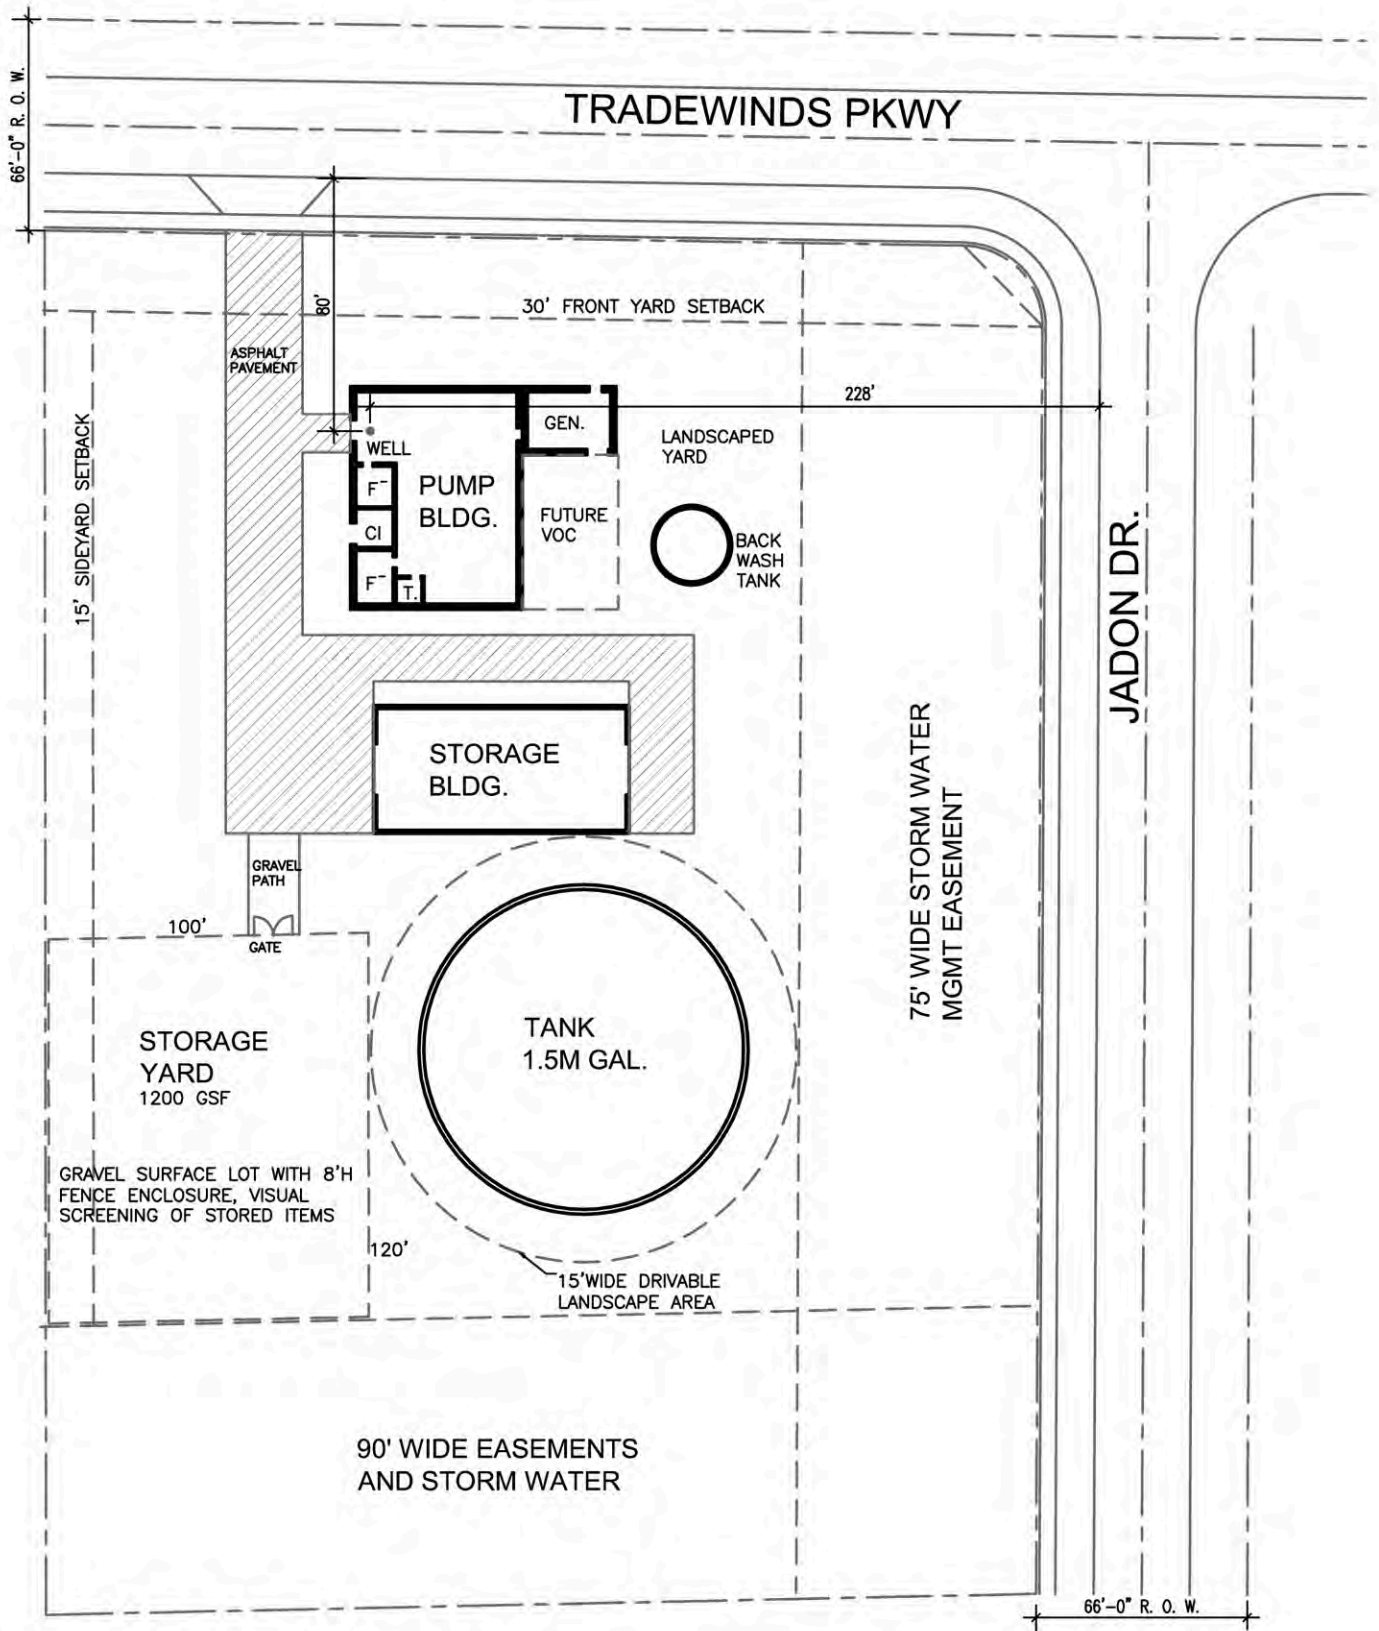 66'-0" R. O. W.
TRADEWINDS PKWY
80'
30' FRONT YARD SETBACK
ASPHALT
PAVEMENT
228'
15' SIDEYARD SETBACK
WELL
GEN.
LANDSCAPED
YARD
PUMP
BLDG.
F-
Cl
F-
T.
FUTURE
VOC
BACK
WASH
TANK
JADON DR.
STORAGE
BLDG.
75' WIDE STORM WATER
MGMT EASEMENT
GRAVEL
PATH
100'
GATE
STORAGE
YARD
1200 GSF
TANK
1.5M GAL.
GRAVEL SURFACE LOT WITH 8'H
FENCE ENCLOSURE, VISUAL
SCREENING OF STORED ITEMS
120'
15'WIDE DRIVABLE
LANDSCAPE AREA
90' WIDE EASEMENTS
AND STORM WATER
66'-0" R. O. W.